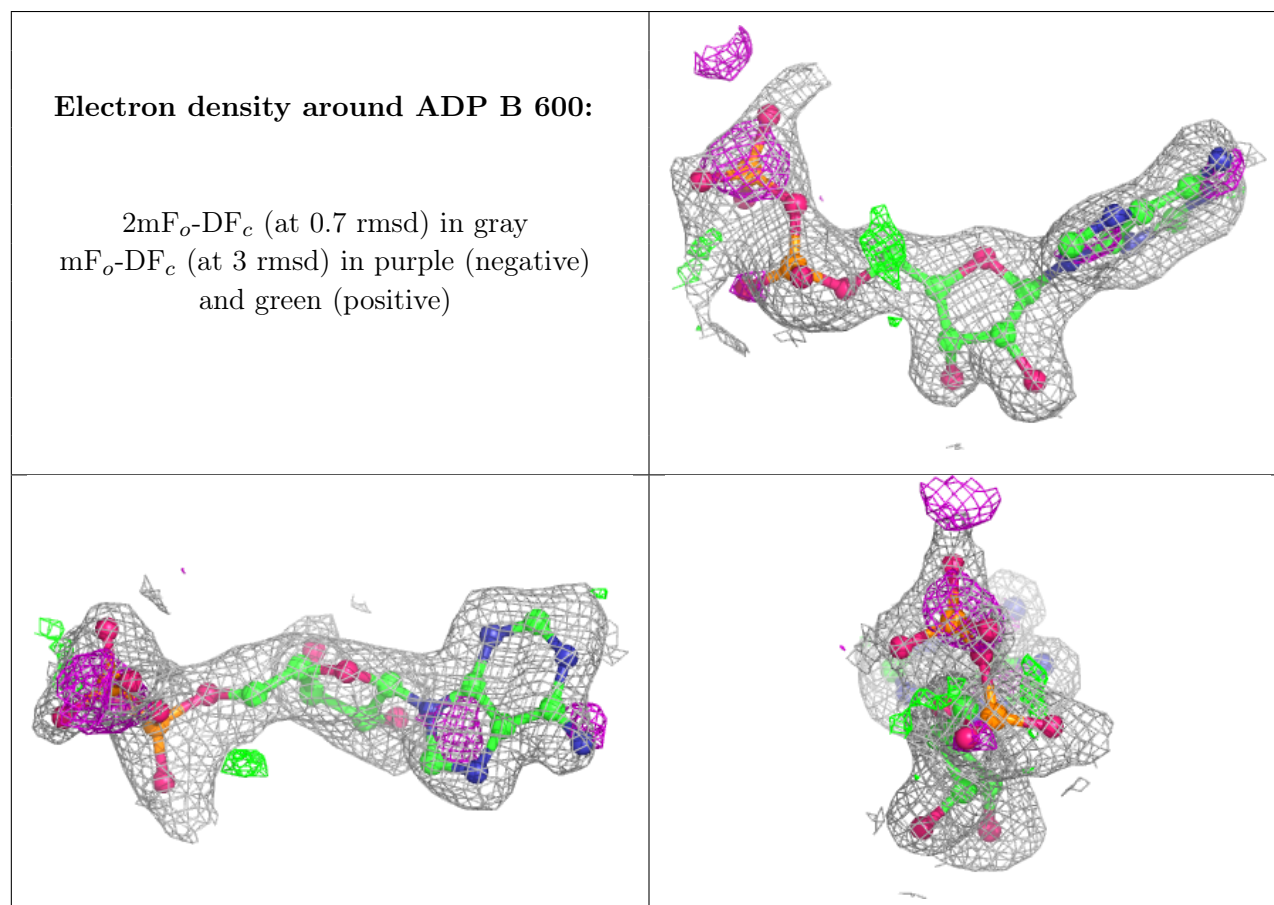 Electron density around ADP B 600:
2mFo-DFc (at 0.7 rmsd) in gray
mFo-DFc (at 3 rmsd) in purple (negative)
and green (positive)